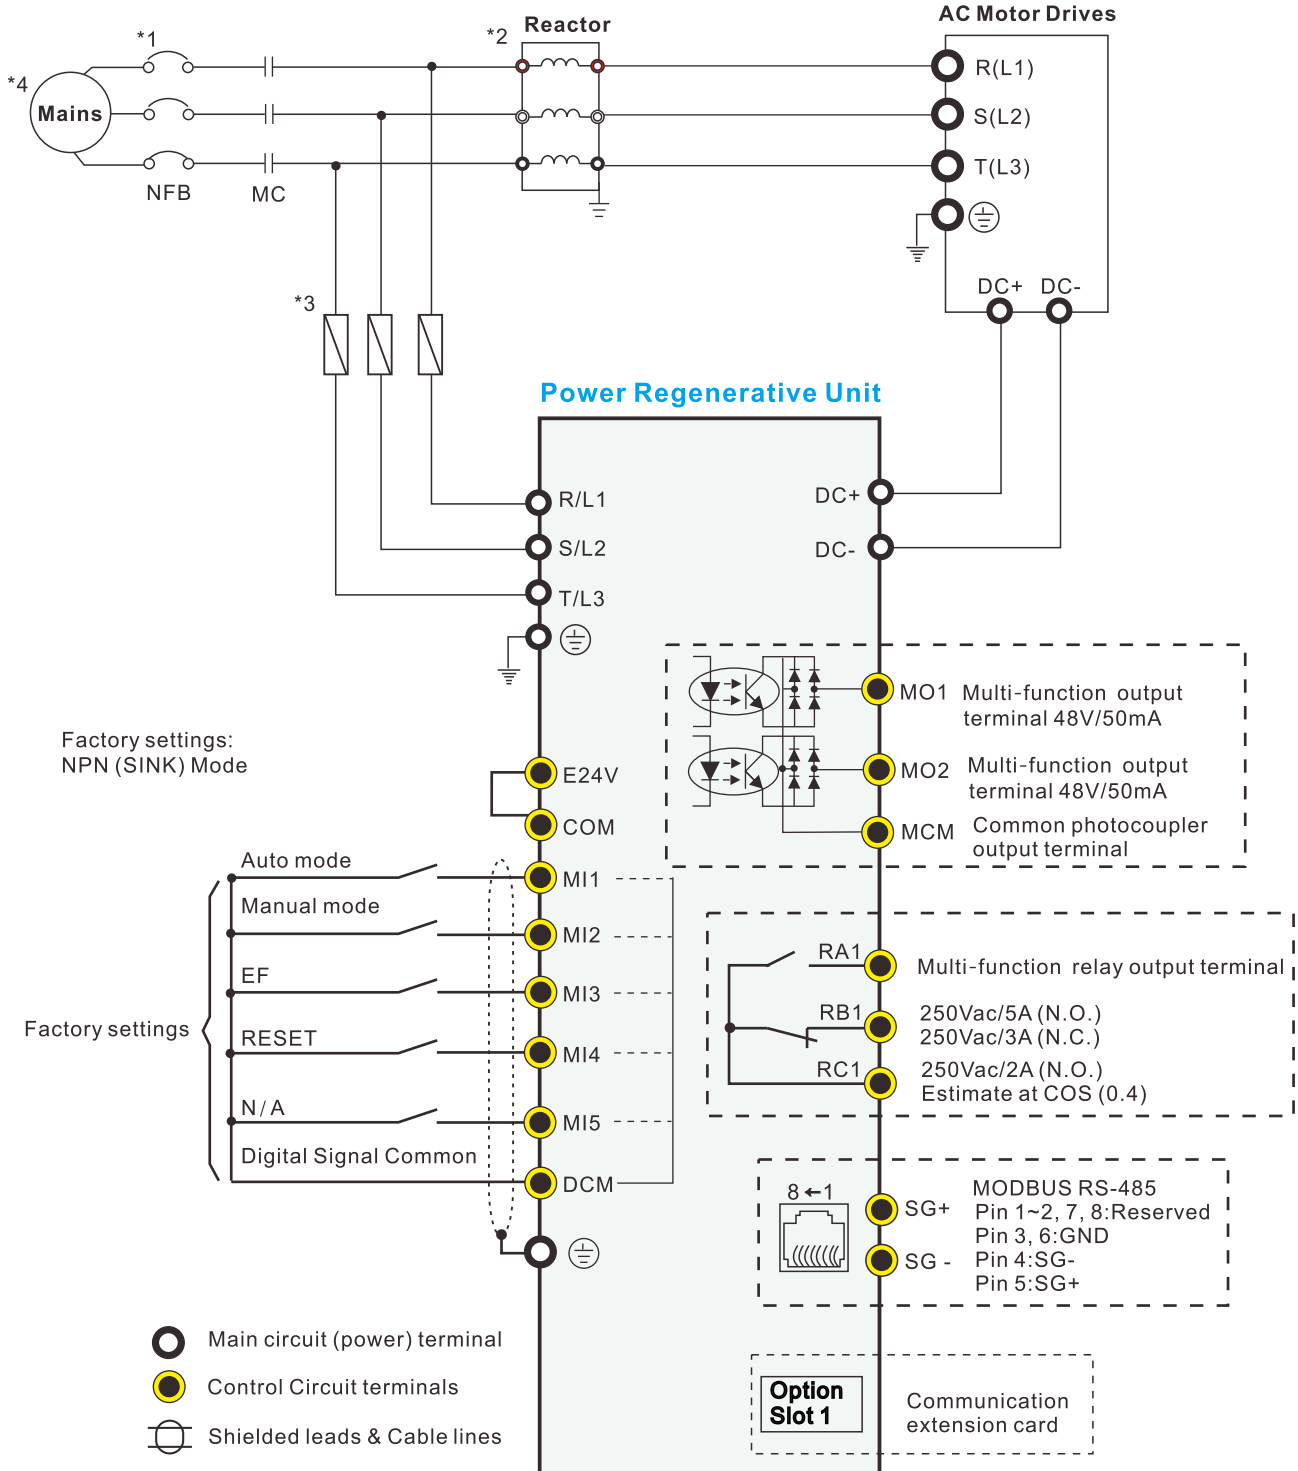 AC Motor Drives
Reactor
*1
*2
*4
Mains
R(L1)
S(L2)
T(L3)
NFB
MC
DC+ DC-
*3
Power Regenerative Unit
R/L1
DC+
S/L2
DC-
T/L3
MO1 Multi-function output
terminal 48V/50mA
Factory settings:
NPN (SINK) Mode
E24V
MO2 Multi-function output
terminal 48V/50mA
COM
MCM Common photocoupler
output terminal
Auto mode
MI1
Manual mode
MI2
RA1
Multi-function relay output terminal
EF
MI3
RB1
250Vac/5A (N.O.)
250Vac/3A (N.C.)
Factory settings
RESET
MI4
RC1
250Vac/2A (N.O.)
Estimate at COS (0.4)
N/A
MI5
Digital Signal Common
DCM
8←1
SG+
SG -
MODBUS RS-485
Pin 1~2, 7, 8:Reserved
Pin 3, 6:GND
Pin 4:SG-
Pin 5:SG+
Main circuit (power) terminal
Control Circuit terminals
Shielded leads & Cable lines
Option
Slot 1
Communication
extension card